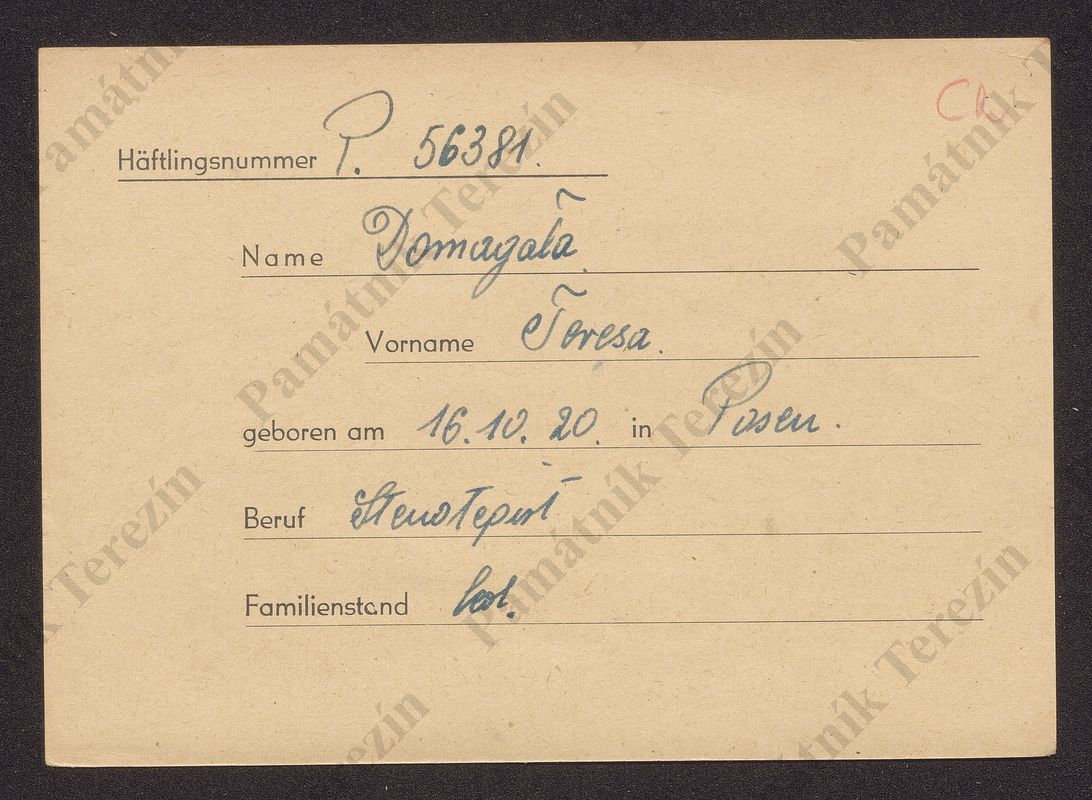 CL
Häftlingsnummer P. 56381.
Name Domagała
Vorname Teresa.
geboren am 16.10.20. in Posen.
Beruf Stenotepist
Familienstand led.
Památník Terezín